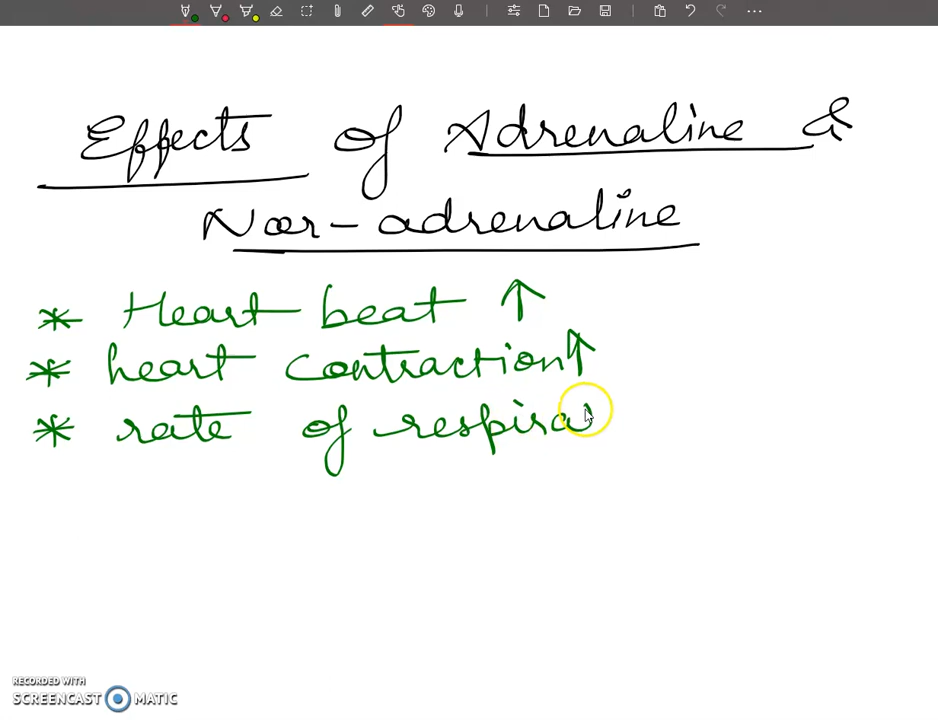 Effects of Adrenaline &
Nor-adrenaline
* Heart beat ↑
* heart contraction ↑
* rate of respira
RECORDED WITH
SCREENCAST MATIC